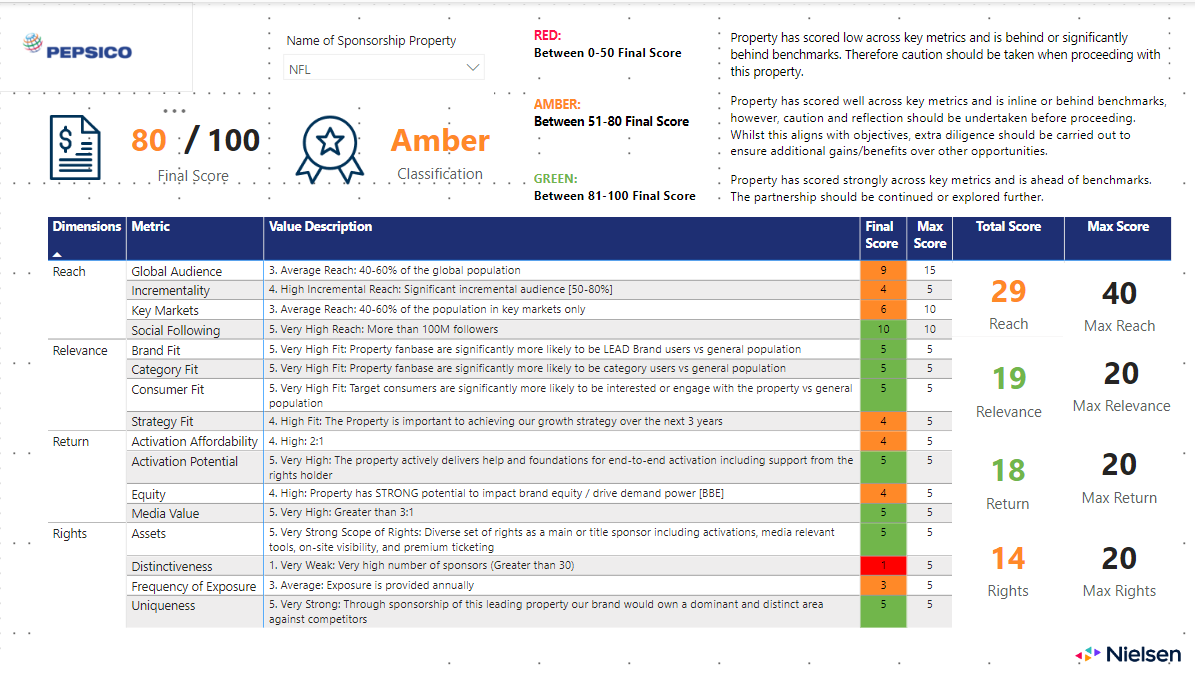 PEPSICO
Name of Sponsorship Property
NFL
RED:
Between 0-50 Final Score
Property has scored low across key metrics and is behind or significantly
behind benchmarks. Therefore caution should be taken when proceeding with
this property.
AMBER:
Between 51-80 Final Score
Property has scored well across key metrics and is inline or behind benchmarks,
however, caution and reflection should be undertaken before proceeding.
Whilst this aligns with objectives, extra diligence should be carried out to
ensure additional gains/benefits over other opportunities.
GREEN:
Between 81-100 Final Score
Property has scored strongly across key metrics and is ahead of benchmarks.
The partnership should be continued or explored further.
$
80 / 100
Final Score
Amber
Classification
Dimensions Metric Value Description Final Score Max Score Total Score Max Score
Reach Global Audience 3. Average Reach: 40-60% of the global population 9 15
Incrementality 4. High Incremental Reach: Significant incremental audience [50-80%] 4 5
Key Markets 3. Average Reach: 40-60% of the population in key markets only 6 10
Social Following 5. Very High Reach: More than 100M followers 10 10
Relevance Brand Fit 5. Very High Fit: Property fanbase are significantly more likely to be LEAD Brand users vs general population 5 5
Category Fit 5. Very High Fit: Property fanbase are significantly more likely to be category users vs general population 5 5
Consumer Fit 5. Very High Fit: Target consumers are significantly more likely to be interested or engage with the property vs general 5 5
population
Strategy Fit 4. High Fit: The Property is important to achieving our growth strategy over the next 3 years 4 5
Return Activation Affordability 4. High: 2:1 4 5
Activation Potential 5. Very High: The property actively delivers help and foundations for end-to-end activation including support from the 5 5
rights holder
Equity 4. High: Property has STRONG potential to impact brand equity / drive demand power [BBE] 4 5
Media Value 5. Very High: Greater than 3:1 5 5
Rights Assets 5. Very Strong Scope of Rights: Diverse set of rights as a main or title sponsor including activations, media relevant 5 5
tools, on-site visibility, and premium ticketing
Distinctiveness 1. Very Weak: Very high number of sponsors (Greater than 30) 1 5
Frequency of Exposure 3. Average: Exposure is provided annually 3 5
Uniqueness 5. Very Strong: Through sponsorship of this leading property our brand would own a dominant and distinct area 5 5
against competitors
29 40
Reach Max Reach
19 20
Relevance Max Relevance
18 20
Return Max Return
14 20
Rights Max Rights
Nielsen